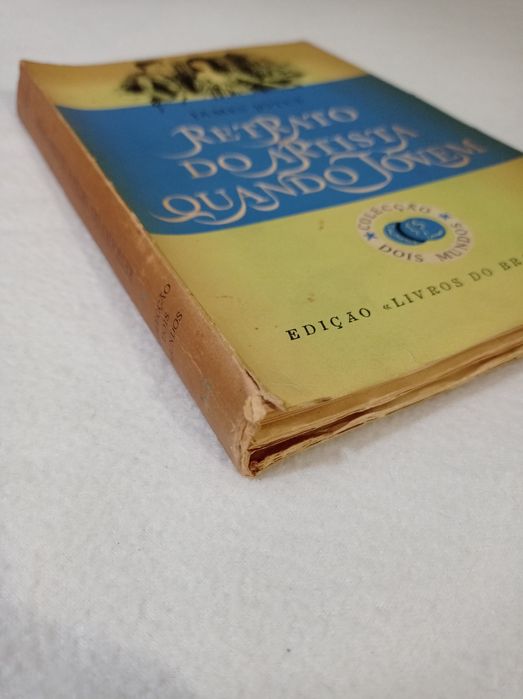 JAMES JOYCE
RETRATO
DO ARTISTA
QUANDO JOVEM
COLECÇÃO
DOIS MUNDOS
EDIÇÃO «LIVROS DO BR